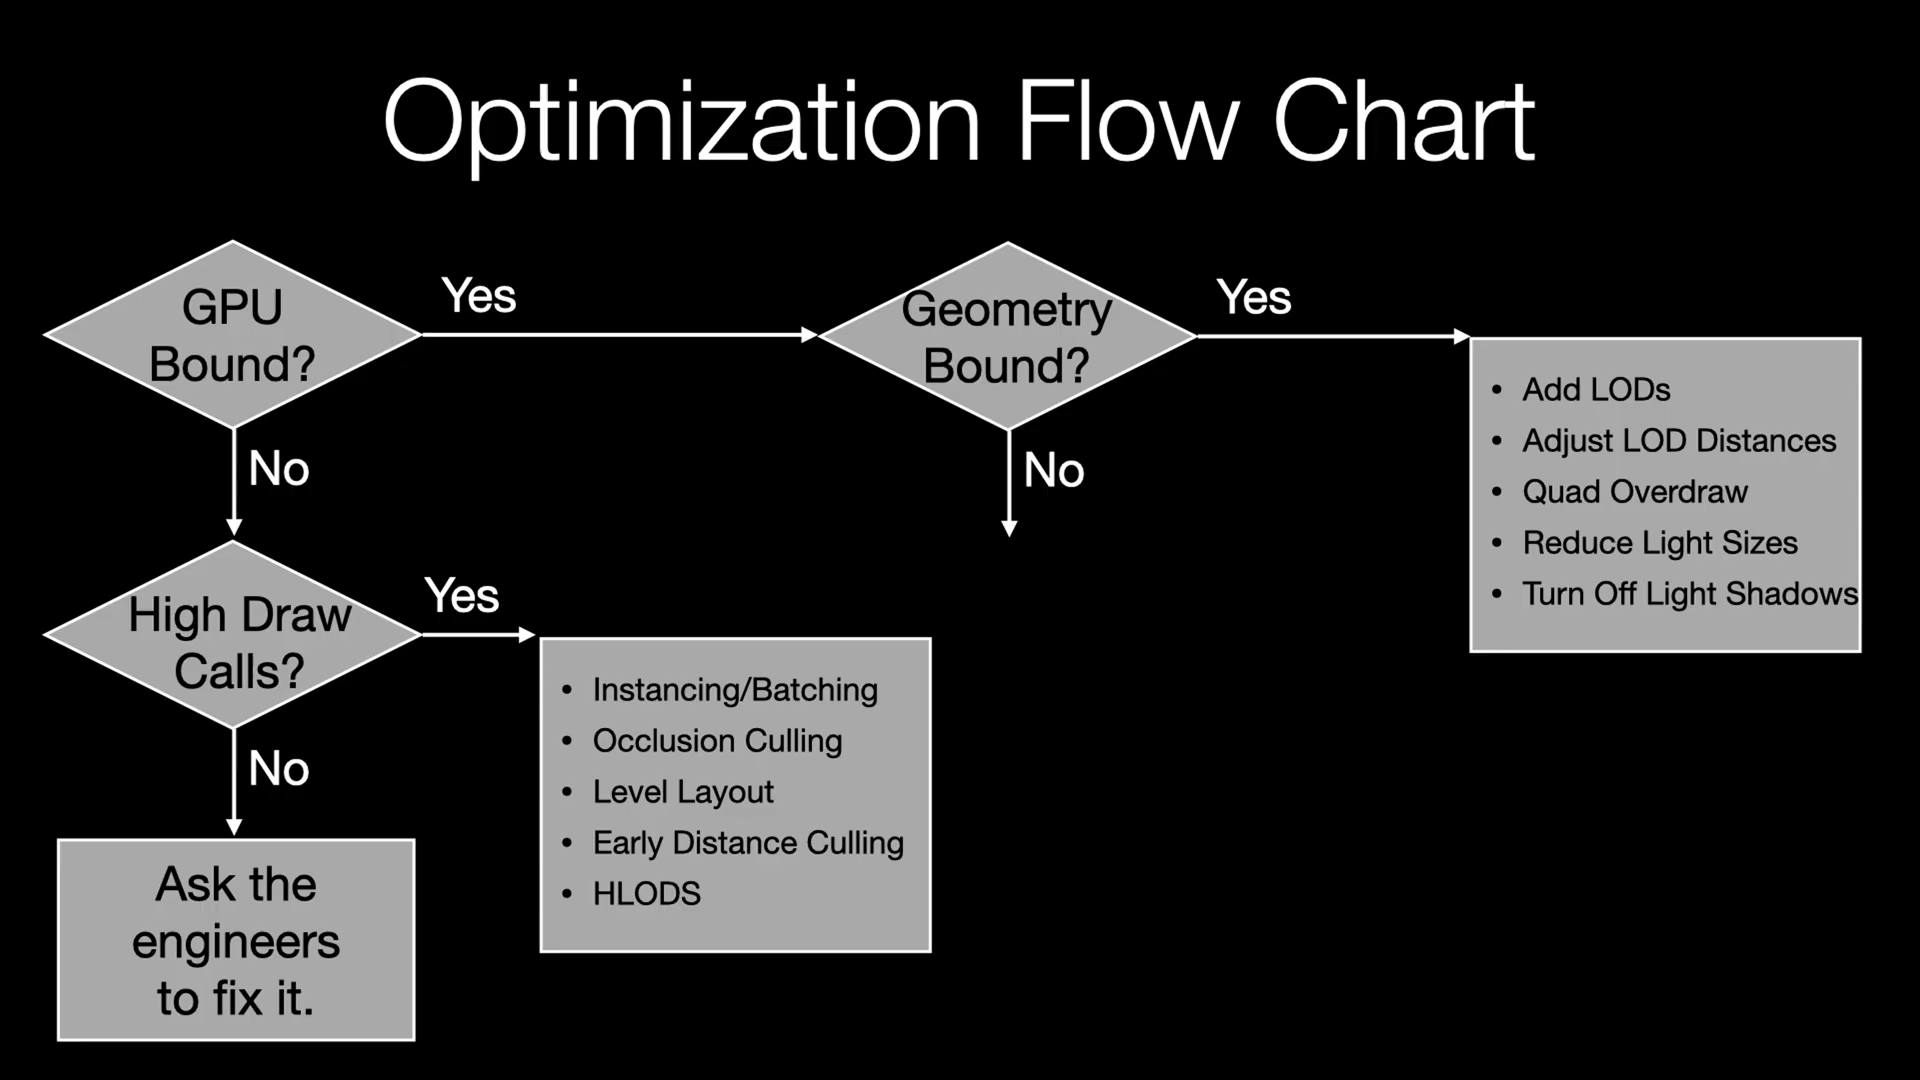 Optimization Flow Chart
GPU
Bound?
Yes
Geometry
Bound?
Yes
• Add LODs
• Adjust LOD Distances
• Quad Overdraw
• Reduce Light Sizes
• Turn Off Light Shadows
No
No
High Draw
Calls?
Yes
• Instancing/Batching
• Occlusion Culling
• Level Layout
• Early Distance Culling
• HLODS
No
Ask the
engineers
to fix it.